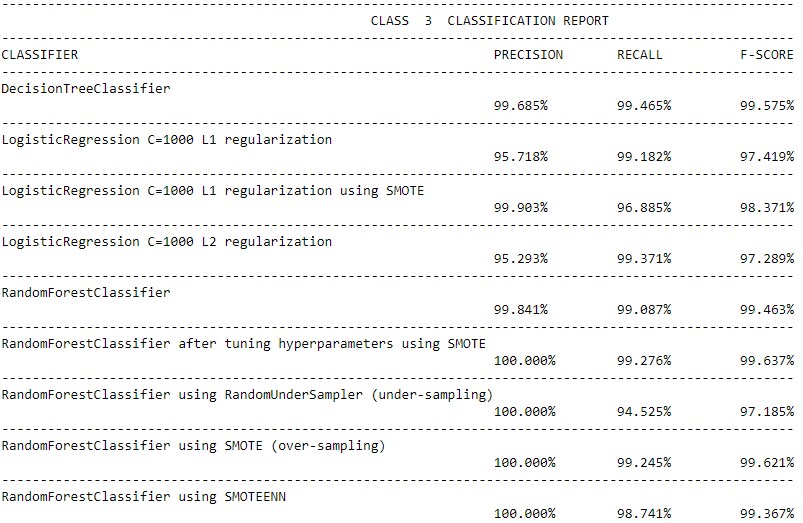 CLASS 3 CLASSIFICATION REPORT
CLASSIFIER PRECISION RECALL F-SCORE
DecisionTreeClassifier
99.685% 99.465% 99.575%
LogisticRegression C=1000 L1 regularization
95.718% 99.182% 97.419%
LogisticRegression C=1000 L1 regularization using SMOTE
99.903% 96.885% 98.371%
LogisticRegression C=1000 L2 regularization
95.293% 99.371% 97.289%
RandomForestClassifier
99.841% 99.087% 99.463%
RandomForestClassifier after tuning hyperparameters using SMOTE
100.000% 99.276% 99.637%
RandomForestClassifier using RandomUnderSampler (under-sampling)
100.000% 94.525% 97.185%
RandomForestClassifier using SMOTE (over-sampling)
100.000% 99.245% 99.621%
RandomForestClassifier using SMOTEENN
100.000% 98.741% 99.367%